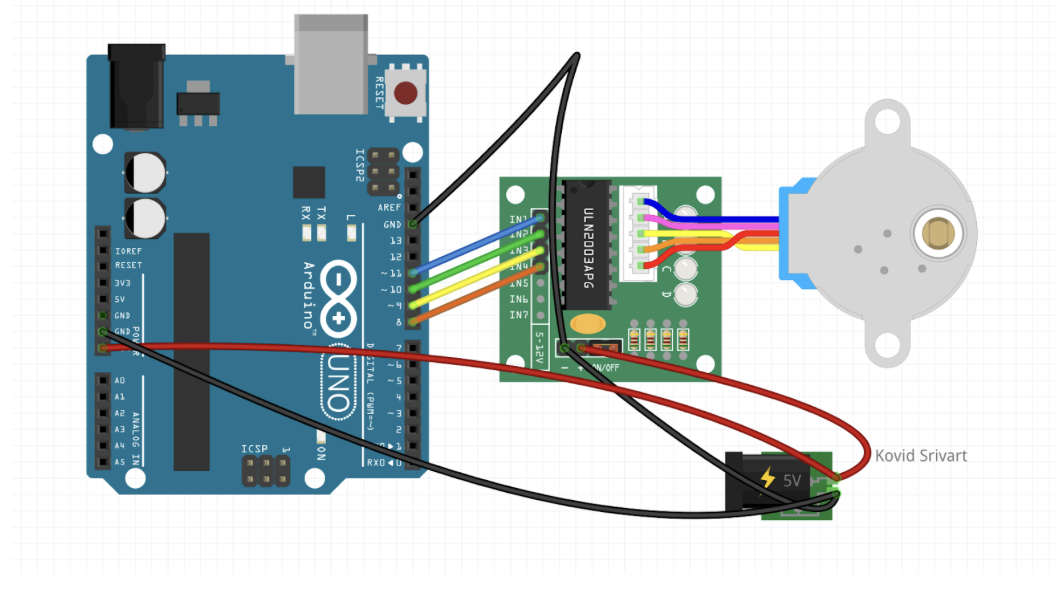 RESET
ICSP2
AREF
GND
13
12
~11
~10
~9
8
7
~6
~5
4
~3
2
1
RX0◄0
RX
TX
L
Arduino™
UNO
DIGITAL (PWM=~)
IOREF
RESET
3V3
5V
GND
GND
POWER
A0
A1
A2
A3
A4
A5
ANALOG IN
ICSP
1
ON
IN1
IN2
IN3
IN4
IN5
IN6
IN7
ULN2003APG
C
D
5-12V
- + ON/OFF
5V
Kovid Srivart